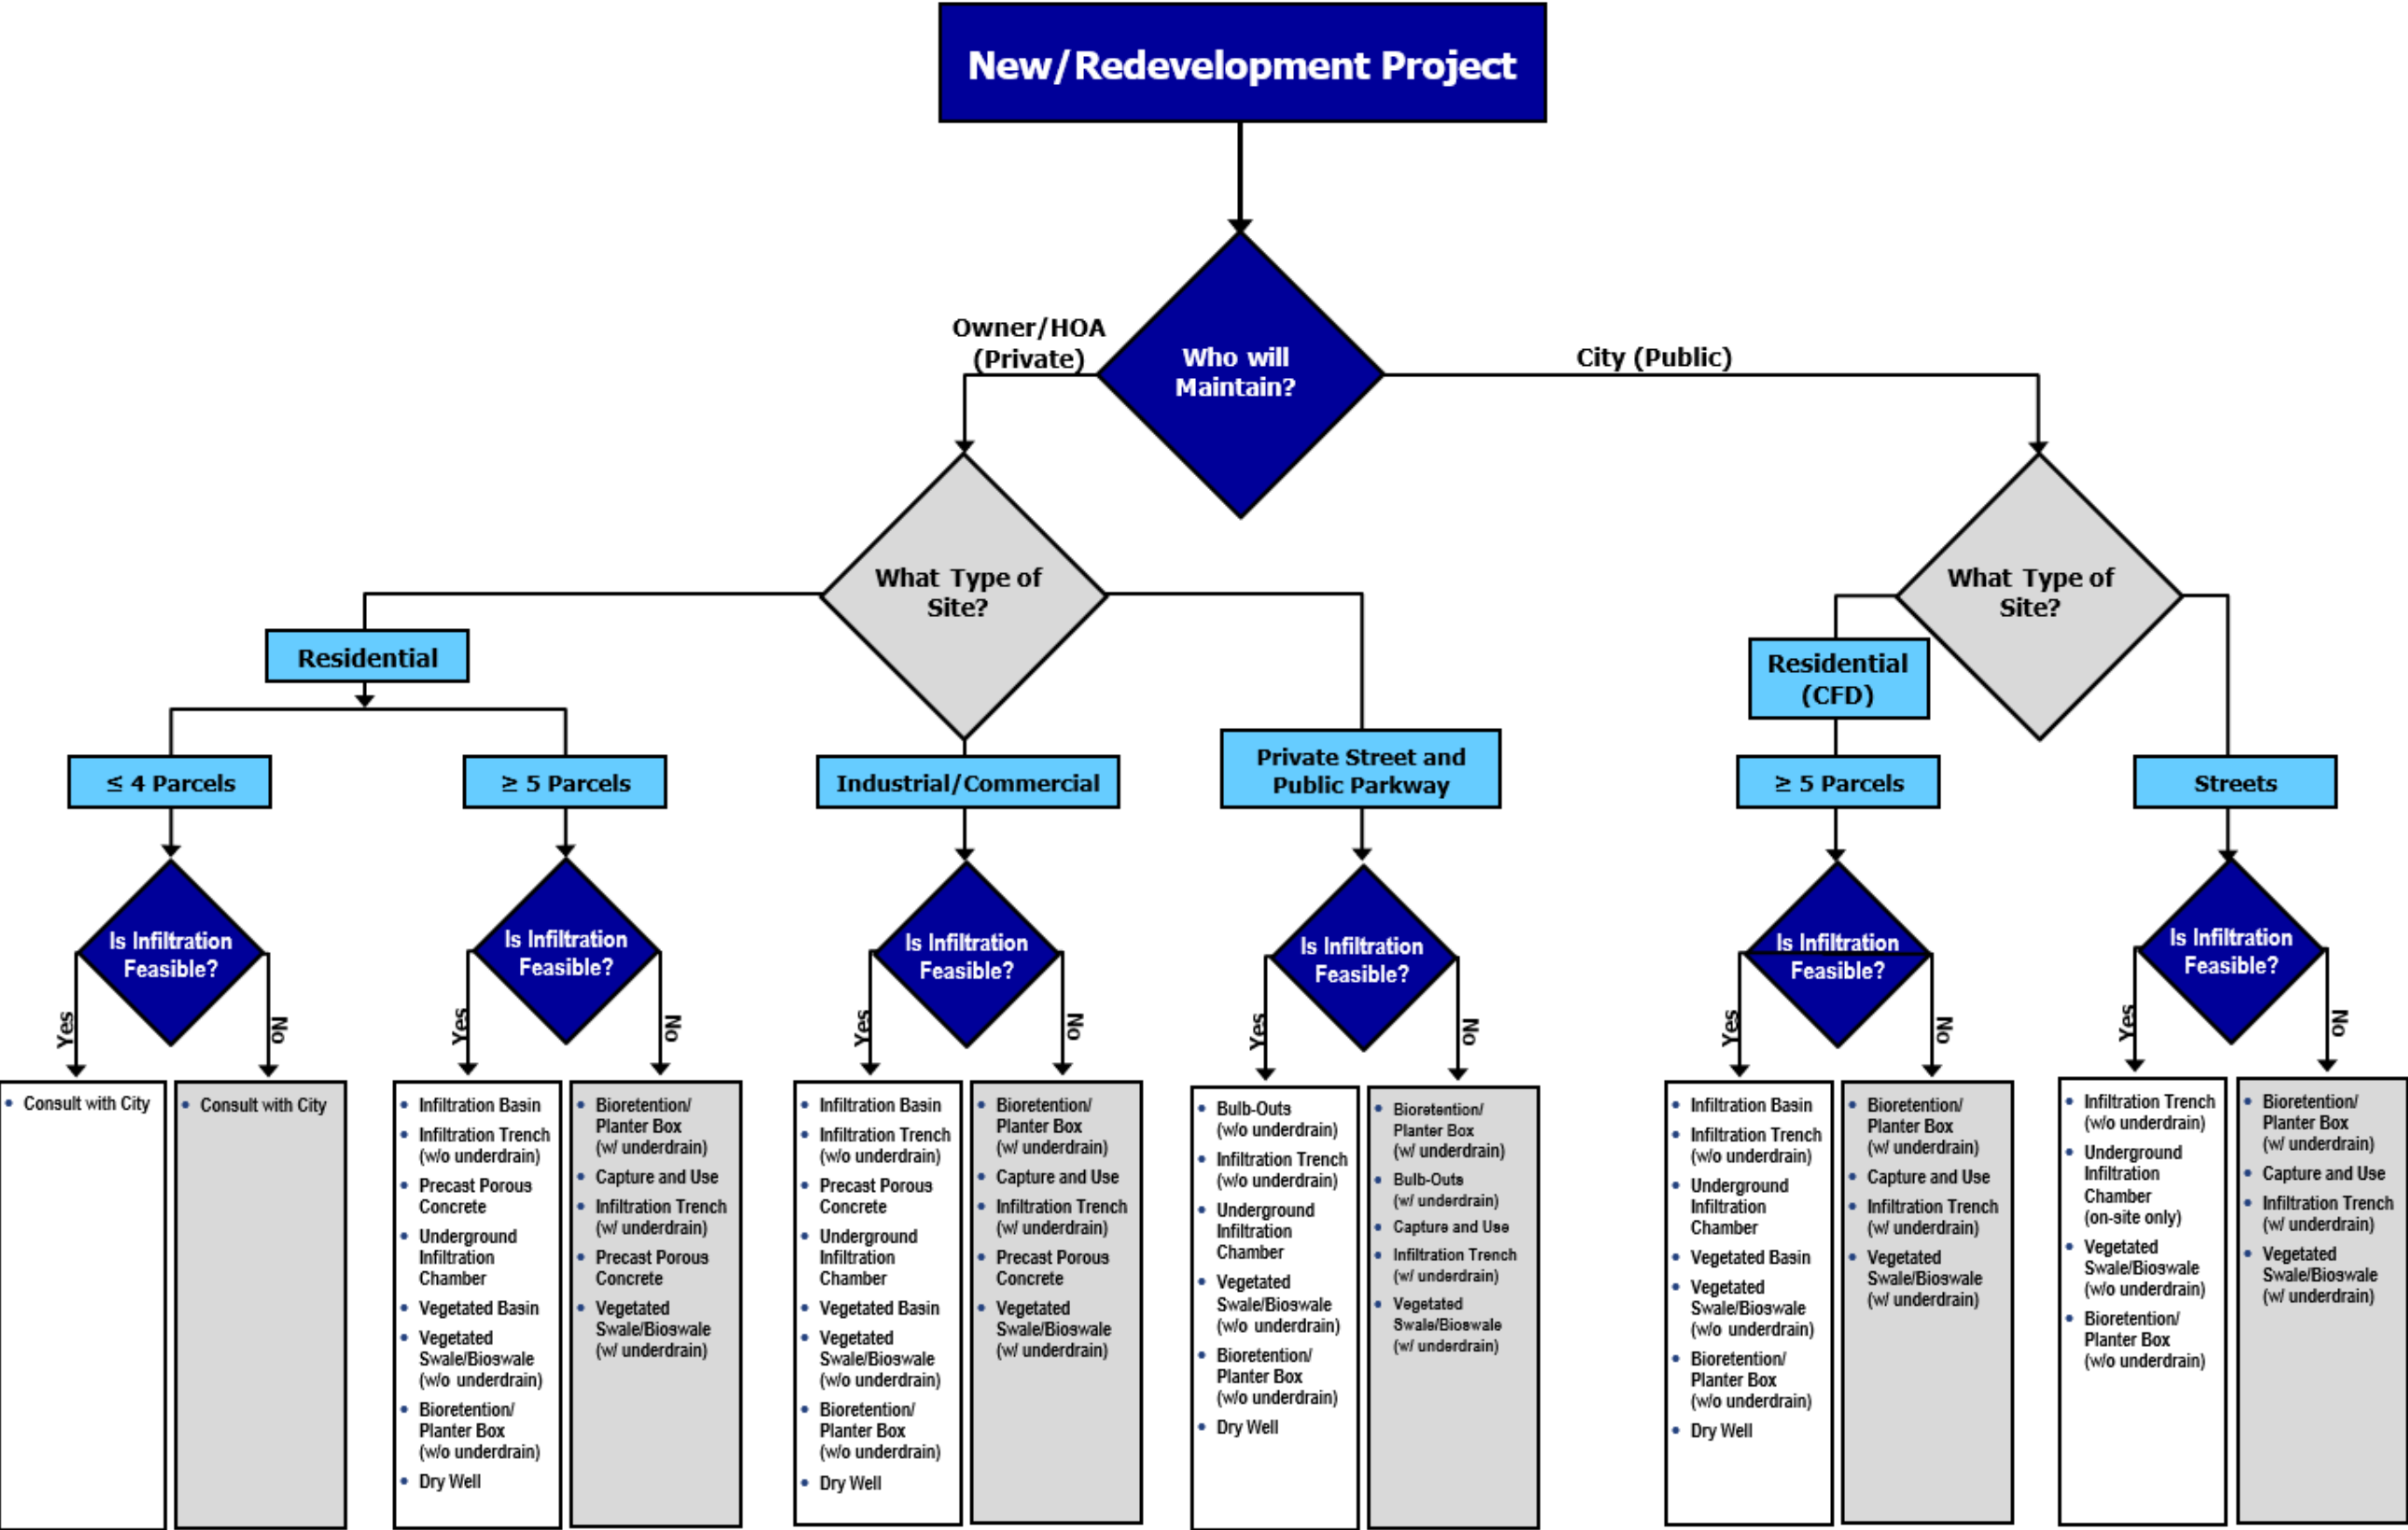 New/Redevelopment Project
Who will
Maintain?
Owner/HOA
(Private)
City (Public)
What Type of
Site?
What Type of
Site?
Residential
≤ 4 Parcels
≥ 5 Parcels
Industrial/Commercial
Private Street and
Public Parkway
Residential
(CFD)
≥ 5 Parcels
Streets
Is Infiltration
Feasible?
Yes
No
Is Infiltration
Feasible?
Yes
No
Is Infiltration
Feasible?
Yes
No
Is Infiltration
Feasible?
Yes
No
Is Infiltration
Feasible?
Yes
No
Is Infiltration
Feasible?
Yes
No
• Consult with City
• Consult with City
• Infiltration Basin
• Infiltration Trench
(w/o underdrain)
• Precast Porous
Concrete
• Underground
Infiltration
Chamber
• Vegetated Basin
• Vegetated
Swale/Bioswale
(w/o underdrain)
• Bioretention/
Planter Box
(w/o underdrain)
• Dry Well
• Bioretention/
Planter Box
(w/ underdrain)
• Capture and Use
• Infiltration Trench
(w/ underdrain)
• Precast Porous
Concrete
• Vegetated
Swale/Bioswale
(w/ underdrain)
• Infiltration Basin
• Infiltration Trench
(w/o underdrain)
• Precast Porous
Concrete
• Underground
Infiltration
Chamber
• Vegetated Basin
• Vegetated
Swale/Bioswale
(w/o underdrain)
• Bioretention/
Planter Box
(w/o underdrain)
• Dry Well
• Bioretention/
Planter Box
(w/ underdrain)
• Capture and Use
• Infiltration Trench
(w/ underdrain)
• Precast Porous
Concrete
• Vegetated
Swale/Bioswale
(w/ underdrain)
• Bulb-Outs
(w/o underdrain)
• Infiltration Trench
(w/o underdrain)
• Underground
Infiltration
Chamber
• Vegetated
Swale/Bioswale
(w/o underdrain)
• Bioretention/
Planter Box
(w/o underdrain)
• Dry Well
• Bioretention/
Planter Box
(w/ underdrain)
• Bulb-Outs
(w/ underdrain)
• Capture and Use
• Infiltration Trench
(w/ underdrain)
• Vegetated
Swale/Bioswale
(w/ underdrain)
• Infiltration Basin
• Infiltration Trench
(w/o underdrain)
• Underground
Infiltration
Chamber
• Vegetated Basin
• Vegetated
Swale/Bioswale
(w/o underdrain)
• Bioretention/
Planter Box
(w/o underdrain)
• Dry Well
• Bioretention/
Planter Box
(w/ underdrain)
• Capture and Use
• Infiltration Trench
(w/ underdrain)
• Vegetated
Swale/Bioswale
(w/ underdrain)
• Infiltration Trench
(w/o underdrain)
• Underground
Infiltration
Chamber
(on-site only)
• Vegetated
Swale/Bioswale
(w/o underdrain)
• Bioretention/
Planter Box
(w/o underdrain)
• Bioretention/
Planter Box
(w/ underdrain)
• Capture and Use
• Infiltration Trench
(w/ underdrain)
• Vegetated
Swale/Bioswale
(w/ underdrain)